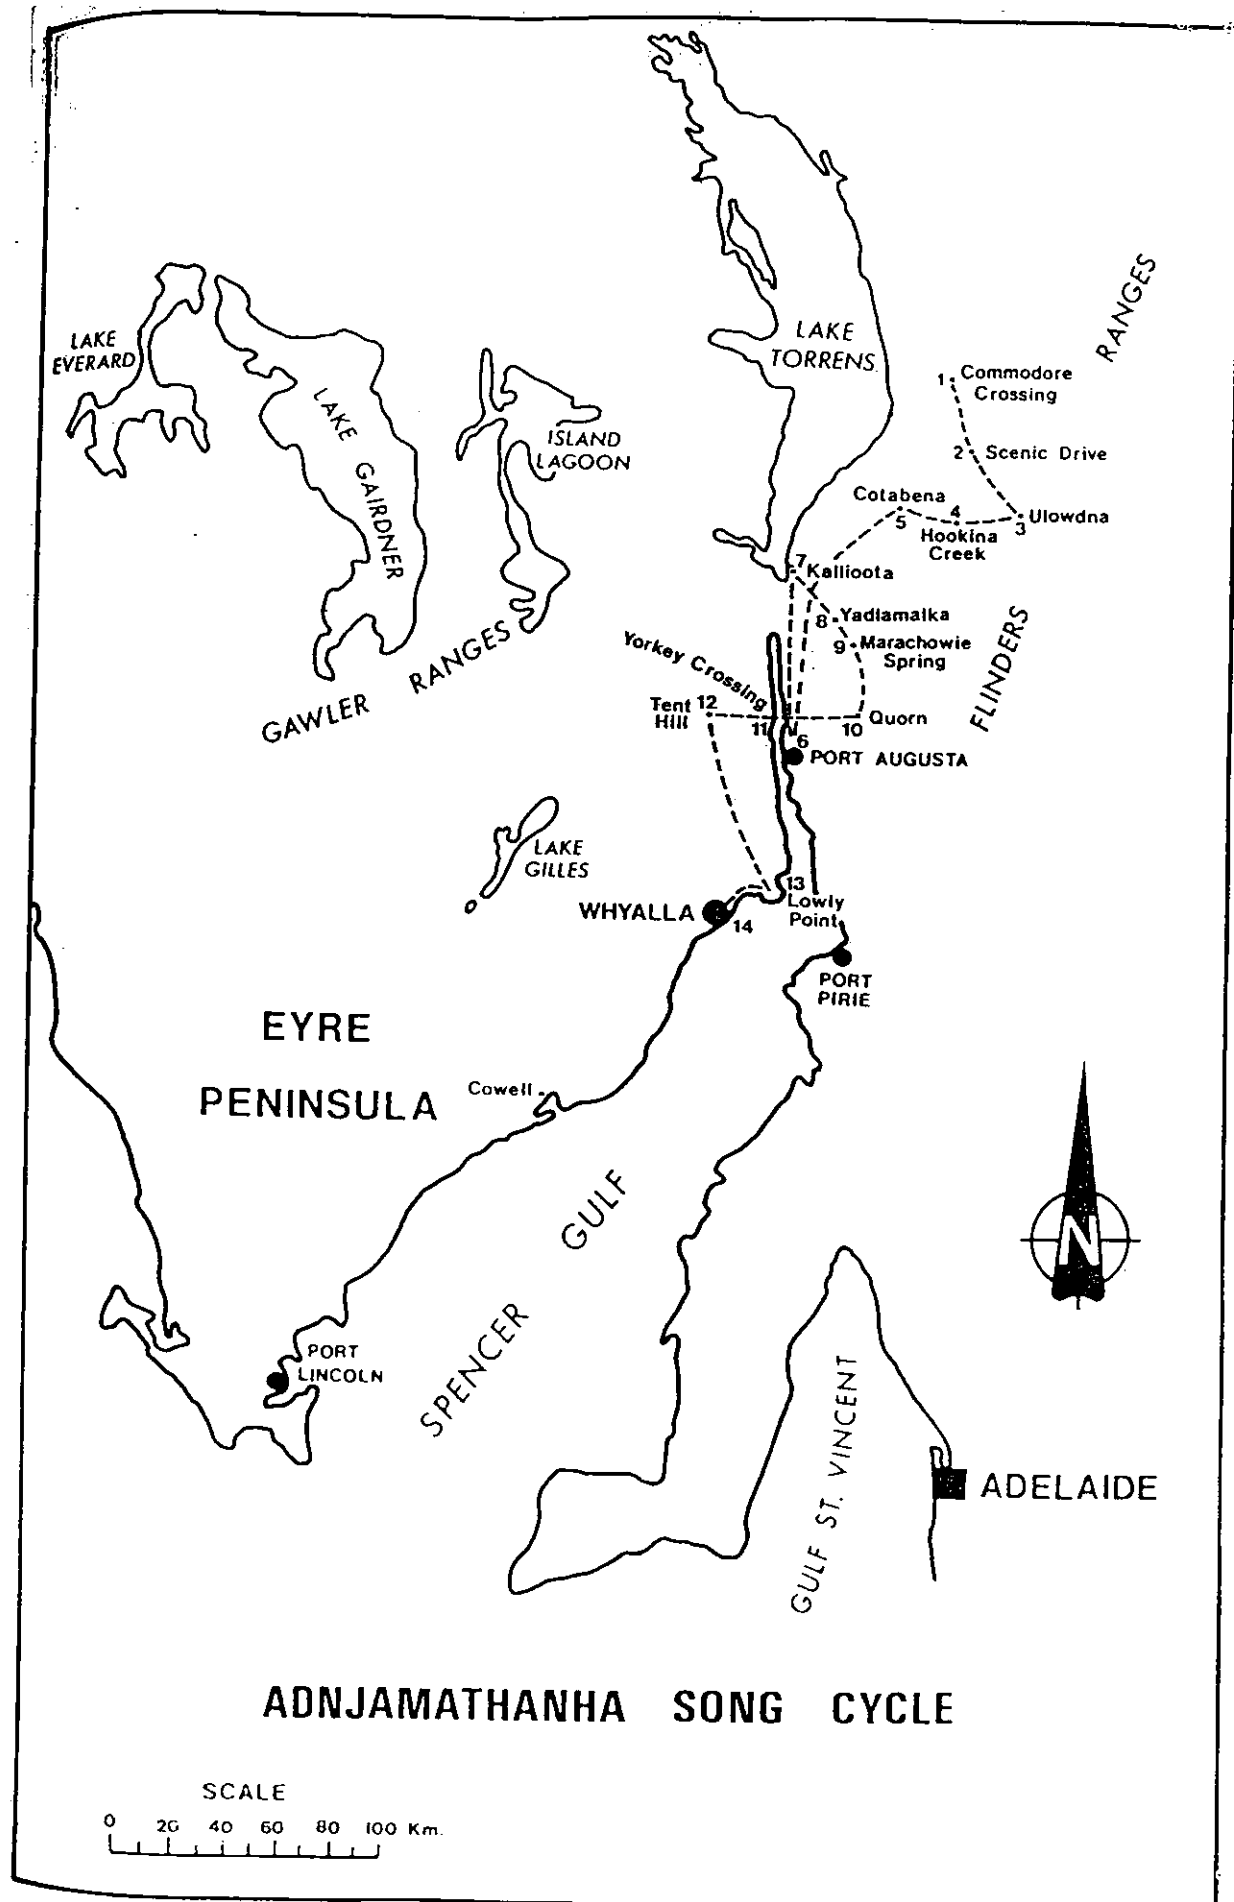 LAKE
EVERARD
LAKE GAIRDNER
ISLAND
LAGOON
LAKE
TORRENS
RANGES
1 Commodore
Crossing
2 Scenic Drive
Cotabena
5
4
Hookina
Creek
3
Ulowdna
7
Kallioota
8 Yadlamalka
9 Marachowie
Spring
FLINDERS
GAWLER RANGES
Yorkey Crossing
Tent 12
Hill
11
10
Quorn
6
PORT AUGUSTA
LAKE
GILLES
WHYALLA
14
13
Lowly
Point
PORT
PIRIE
EYRE
PENINSULA
Cowell
SPENCER GULF
N
PORT
LINCOLN
GULF ST. VINCENT
ADELAIDE
ADNJAMATHANHA SONG CYCLE
SCALE
0 20 40 60 80 100 Km.